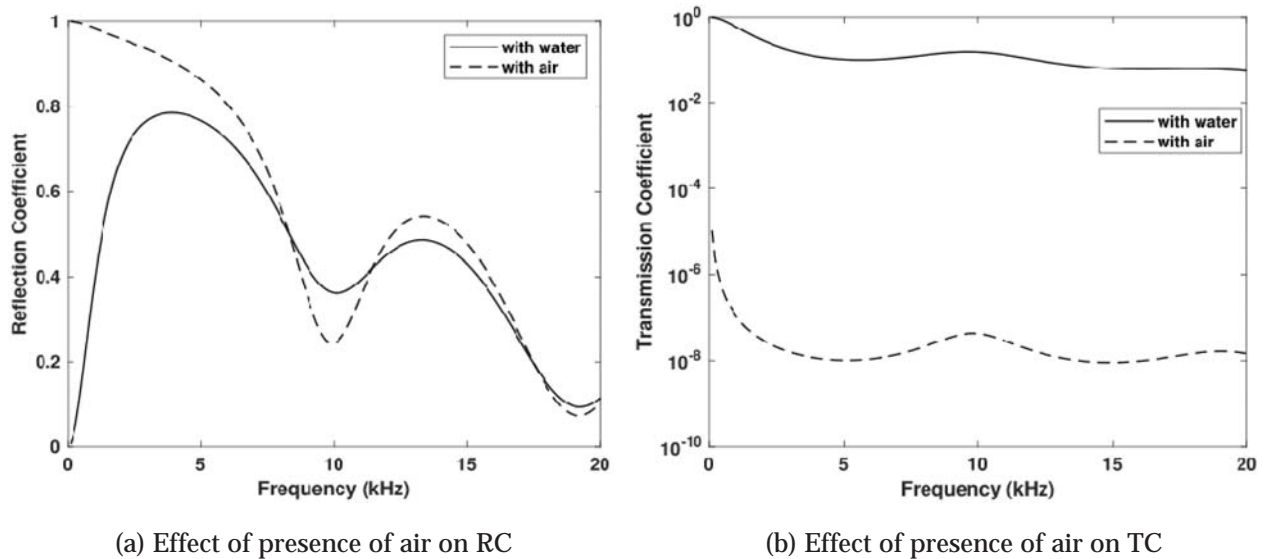 1
0.8
0.6
0.4
0.2
0
0
5
10
15
20
Reflection Coefficient
Frequency (kHz)
with water
with air
10^0
10^-2
10^-4
10^-6
10^-8
10^-10
0
5
10
15
20
Transmission Coefficient
Frequency (kHz)
with water
with air
(a) Effect of presence of air on RC
(b) Effect of presence of air on TC